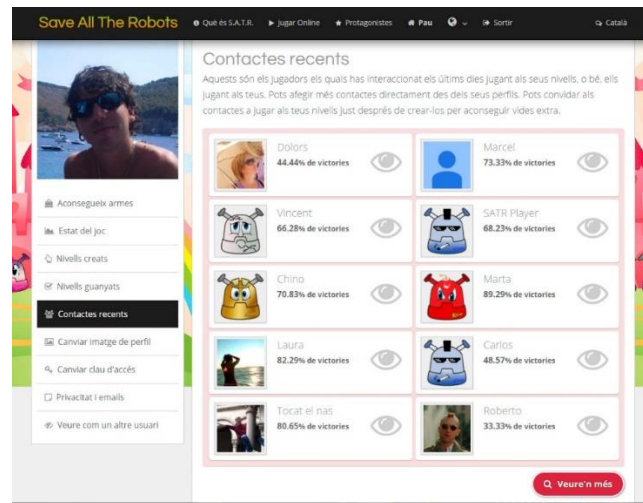 Save All The Robots
Què és S.A.T.R.
Jugar Online
Protagonistes
Pau
Sortir
Català
Aconsegueix armes
Estat del joc
Nivells creats
Nivells guanyats
Contactes recents
Canviar imatge de perfil
Canviar clau d'accés
Privacitat i emails
Veure com un altre usuari
Contactes recents
Aquests són els jugadors els quals has interaccionat els últims dies jugant als seus nivells, o bé, ells
jugant als teus. Pots afegir més contactes directament des dels seus perfils. Pots convidar als
contactes a jugar als teus nivells just després de crear-los per aconseguir vides extra.
Dolors
44.44% de victories
Marcel
73.33% de victories
Vincent
66.28% de victories
SATR Player
68.23% de victories
Chino
70.83% de victories
Marta
89.29% de victories
Laura
82.29% de victories
Carlos
48.57% de victories
Tocat el nas
80.65% de victories
Roberto
33.33% de victories
Veure'n més